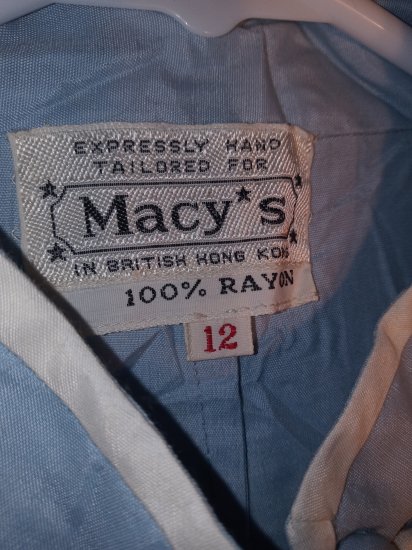 EXPRESSLY HAND
TAILORED FOR
Macy★s
IN BRITISH HONG KONG
100% RAYON
12